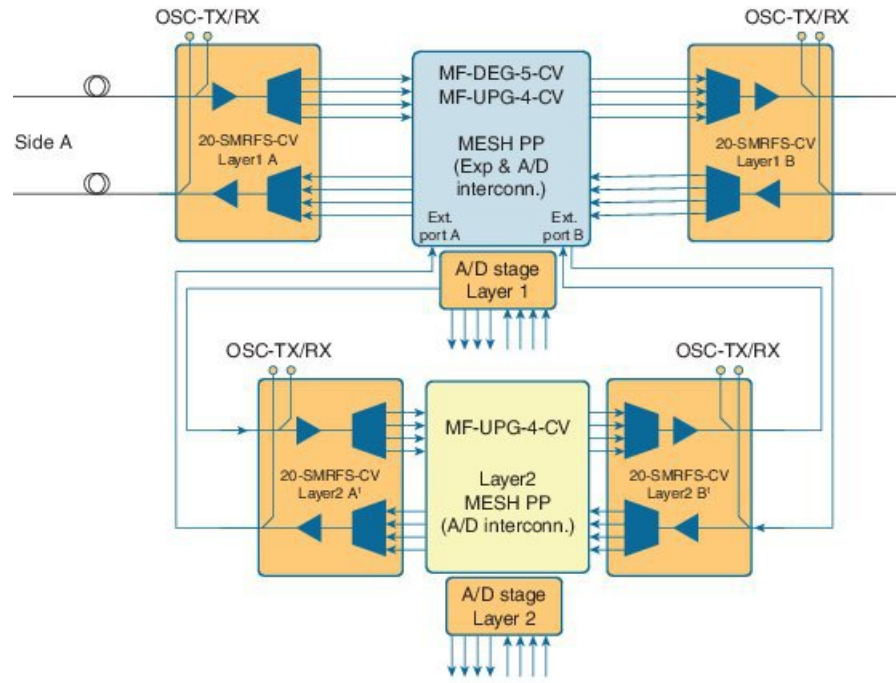 OSC-TX/RX
OSC-TX/RX
MF-DEG-5-CV
MF-UPG-4-CV
Side A
20-SMRFS-CV
Layer1 A
MESH PP
(Exp & A/D
interconn.)
20-SMRFS-CV
Layer1 B
Ext.
port A
Ext.
port B
A/D stage
Layer 1
OSC-TX/RX
OSC-TX/RX
MF-UPG-4-CV
20-SMRFS-CV
Layer2 A'
Layer2
MESH PP
(A/D interconn.)
20-SMRFS-CV
Layer2 B'
A/D stage
Layer 2